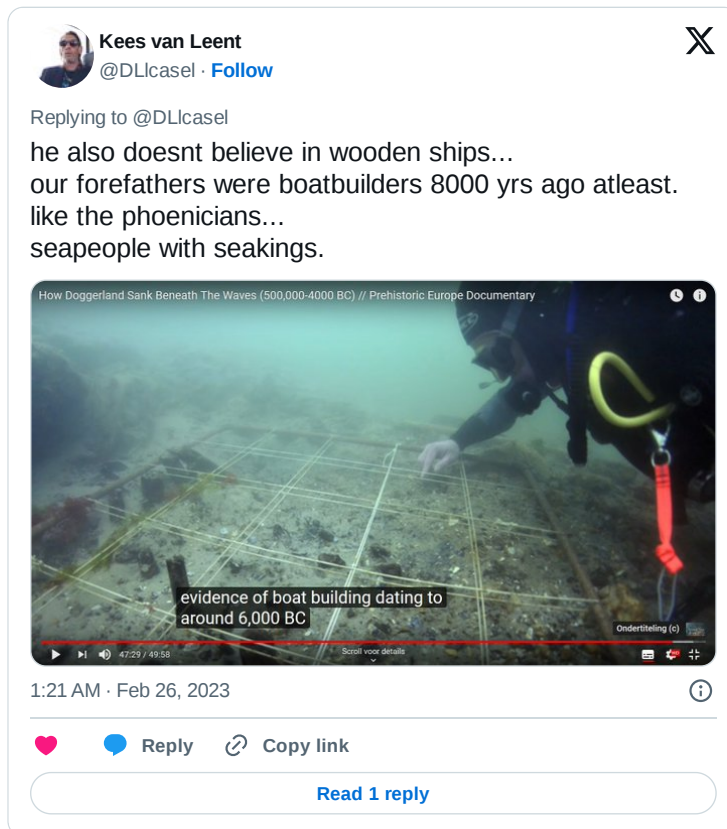 Kees van Leent
@DLlcasel · Follow
Replying to @DLlcasel
he also doesnt believe in wooden ships...
our forefathers were boatbuilders 8000 yrs ago atleast.
like the phoenicians...
seapeople with seakings.
How Doggerland Sank Beneath The Waves (500,000-4000 BC) // Prehistoric Europe Documentary
evidence of boat building dating to
around 6,000 BC
Ondertiteling (c)
47:29 / 49:58
Scroll voor details
1:21 AM · Feb 26, 2023
Reply
Copy link
Read 1 reply